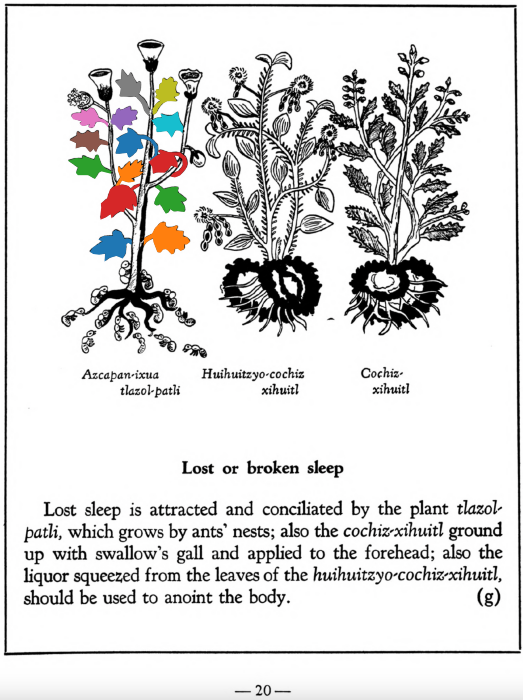 Azcapan-ixua
tlazol-patli
Huihuitzyo-cochiz
xihuitl
Cochiz-
xihuitl
Lost or broken sleep
Lost sleep is attracted and conciliated by the plant tlazol-
patli, which grows by ants' nests; also the cochiz-xihuitl ground
up with swallow's gall and applied to the forehead; also the
liquor squeezed from the leaves of the huihuitzyo-cochiz-xihuitl,
should be used to anoint the body. (g)
— 20 —